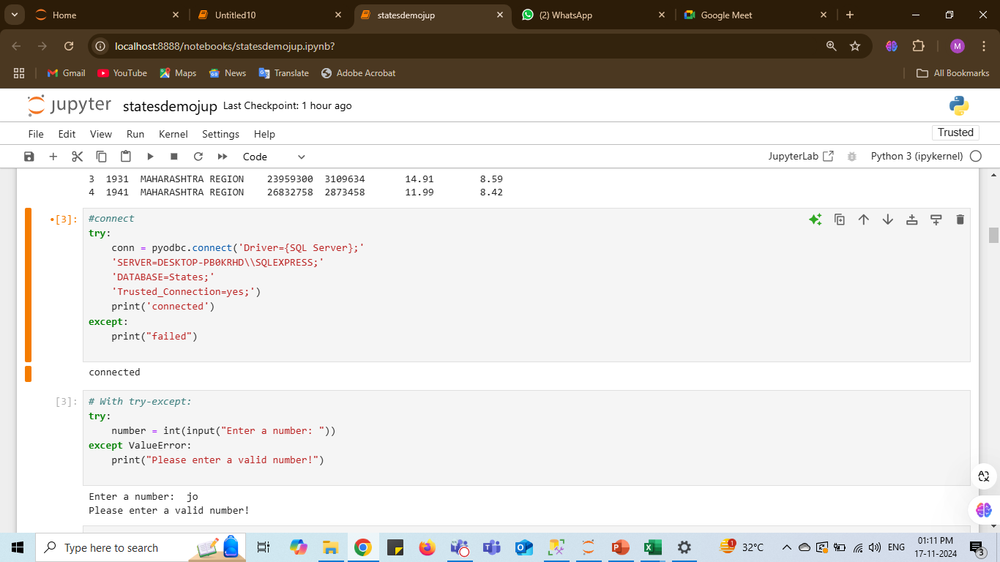 Home
Untitled10
statesdemojup
(2) WhatsApp
Google Meet
localhost:8888/notebooks/statesdemojup.ipynb?
M
Gmail
YouTube
Maps
News
Translate
Adobe Acrobat
All Bookmarks
jupyter statesdemojup Last Checkpoint: 1 hour ago
File Edit View Run Kernel Settings Help
Trusted
Code
JupyterLab
Python 3 (ipykernel)
3 1931 MAHARASHTRA REGION 23959300 3109634 14.91 8.59
4 1941 MAHARASHTRA REGION 26832758 2873458 11.99 8.42
•[3]: #connect
try:
    conn = pyodbc.connect('Driver={SQL Server};'
    'SERVER=DESKTOP-PB0KRHD\\SQLEXPRESS;'
    'DATABASE=States;'
    'Trusted_Connection=yes;')
    print('connected')
except:
    print("failed")
connected
[3]: # With try-except:
try:
    number = int(input("Enter a number: "))
except ValueError:
    print("Please enter a valid number!")
Enter a number:  jo
Please enter a valid number!
Type here to search
1
32°C
ENG
01:11 PM
17-11-2024
3